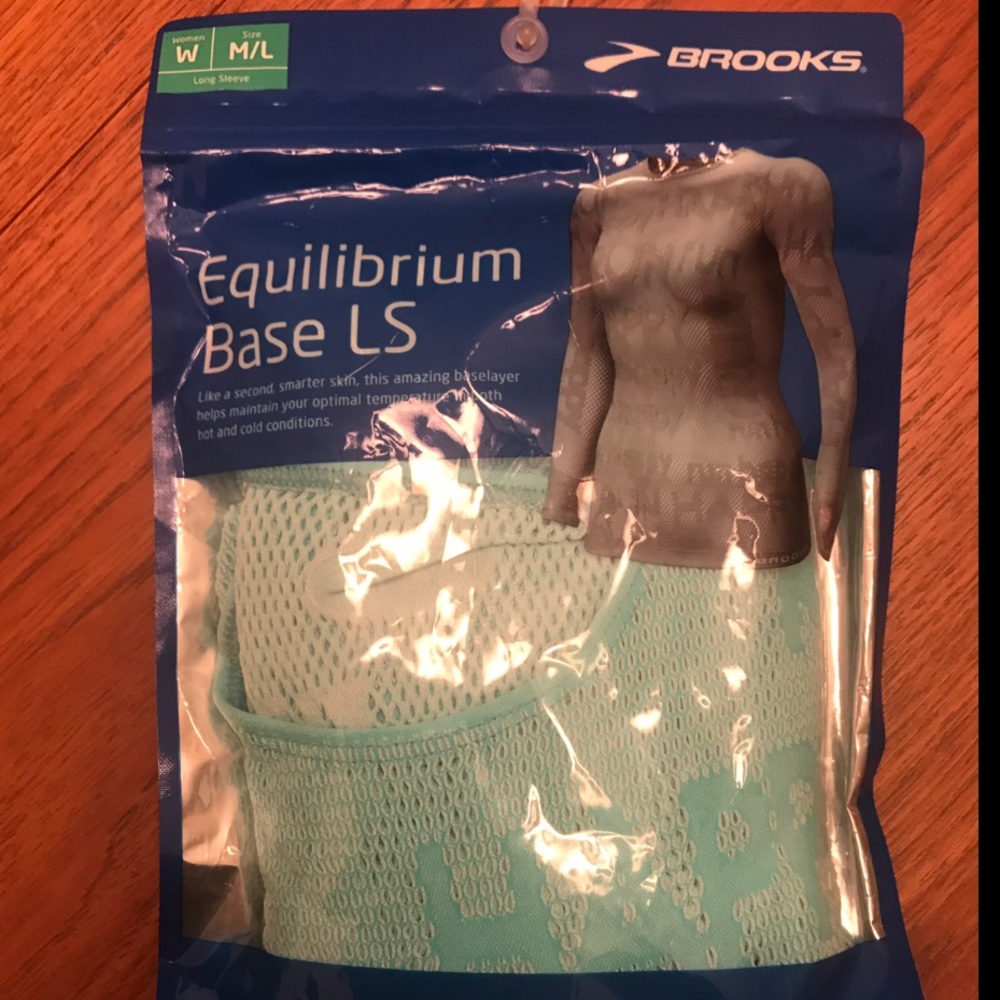 Women Size
W M/L
Long Sleeve
BROOKS
Equilibrium
Base LS
Like a second, smarter skin, this amazing baselayer
helps maintain your optimal temperature in both
hot and cold conditions.
BROO